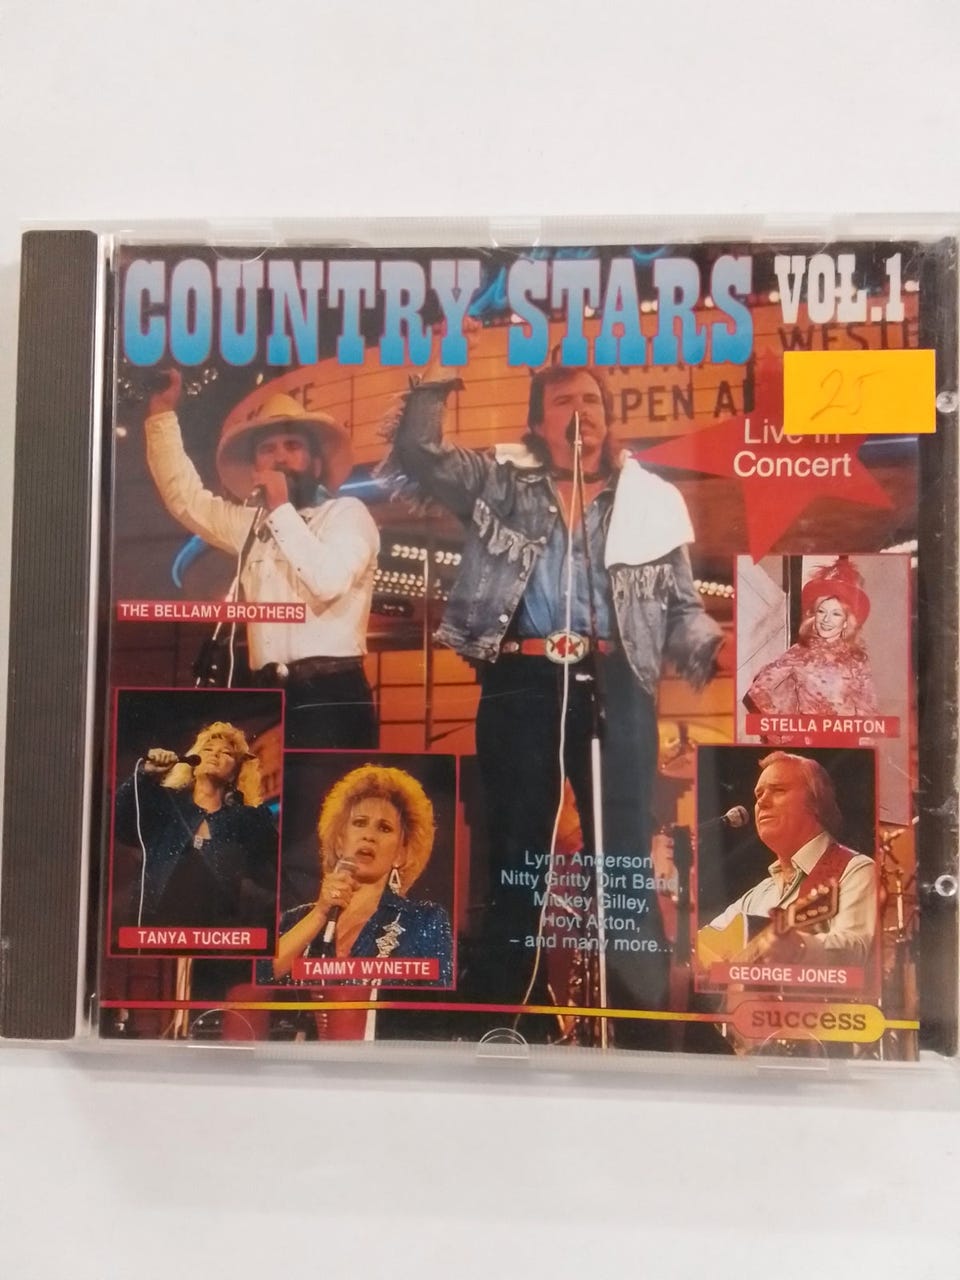 COUNTRY STARS VOL.1
WEST
OPEN A
25
Live in
Concert
THE BELLAMY BROTHERS
STELLA PARTON
TANYA TUCKER
TAMMY WYNETTE
Lynn Anderson,
Nitty Gritty Dirt Band,
Mickey Gilley,
Hoyt Axton,
– and many more...
GEORGE JONES
success